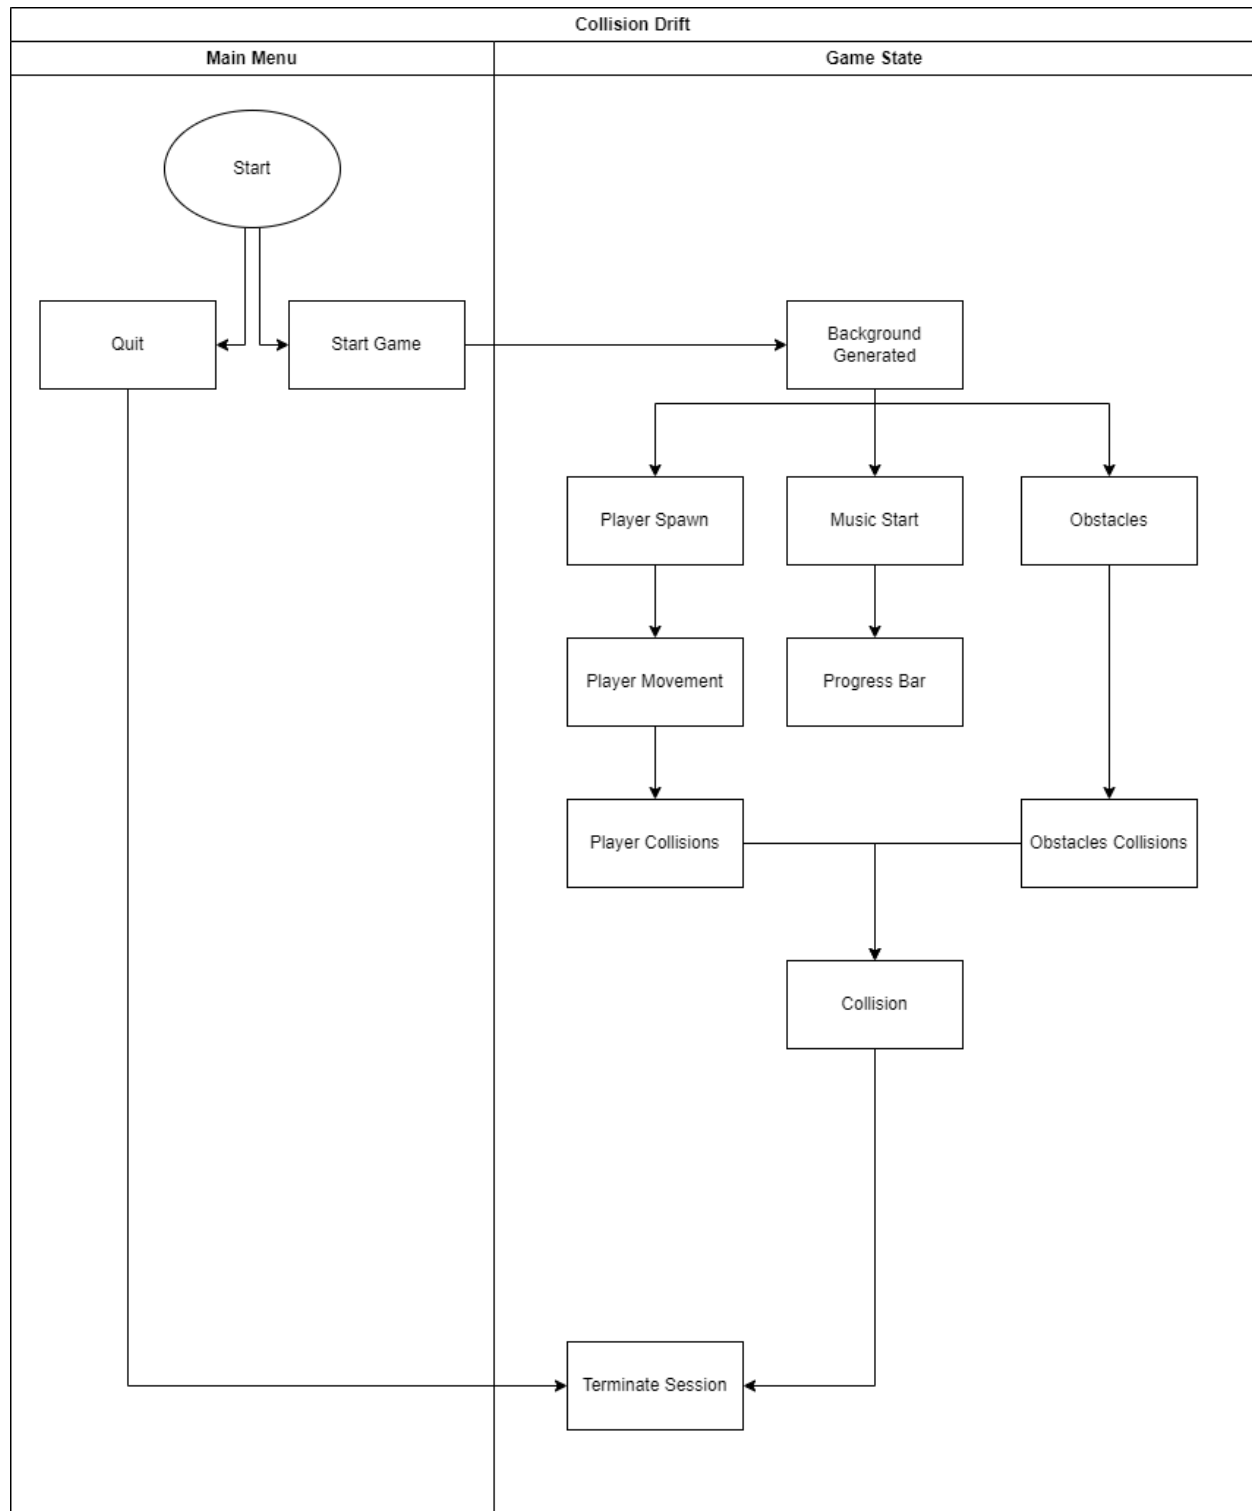 Collision Drift
Main Menu
Game State
Start
Quit
Start Game
Background
Generated
Player Spawn
Music Start
Obstacles
Player Movement
Progress Bar
Player Collisions
Obstacles Collisions
Collision
Terminate Session